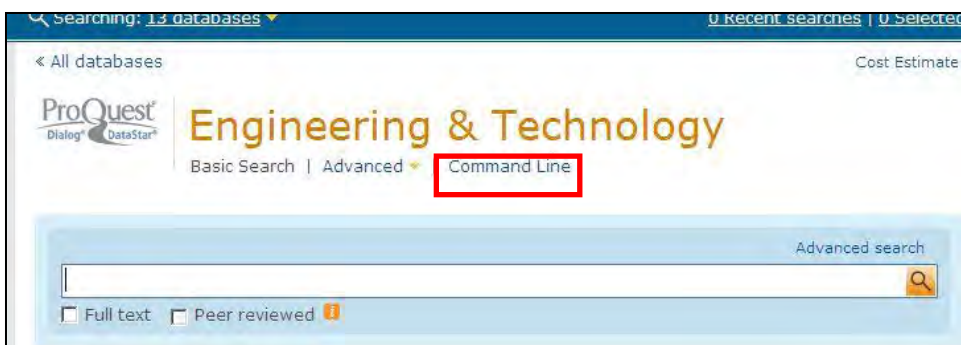 Searching: 13 databases
0 Recent searches | 0 Selected
« All databases
Cost Estimate
ProQuest
Dialog® DataStar®
Engineering & Technology
Basic Search | Advanced Command Line
Advanced search
Full text Peer reviewed i